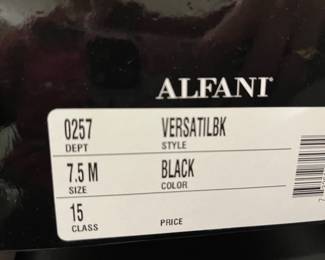 ALFANI
0257 VERSATILBK
DEPT STYLE
7.5 M BLACK
SIZE COLOR
15
CLASS PRICE